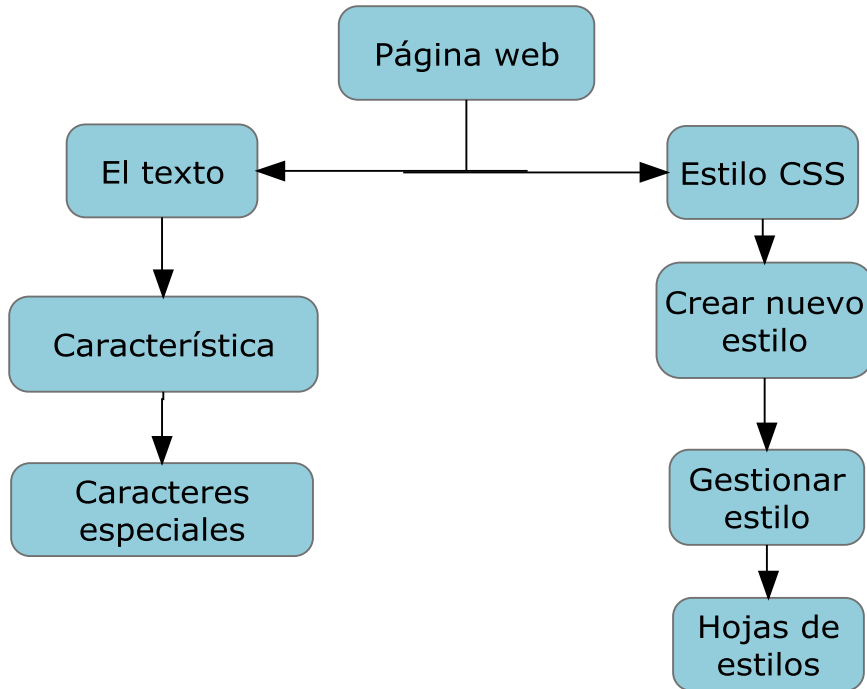 Página web
El texto
Estilo CSS
Crear nuevo
estilo
Característica
Gestionar
estilo
Caracteres
especiales
Hojas de
estilos